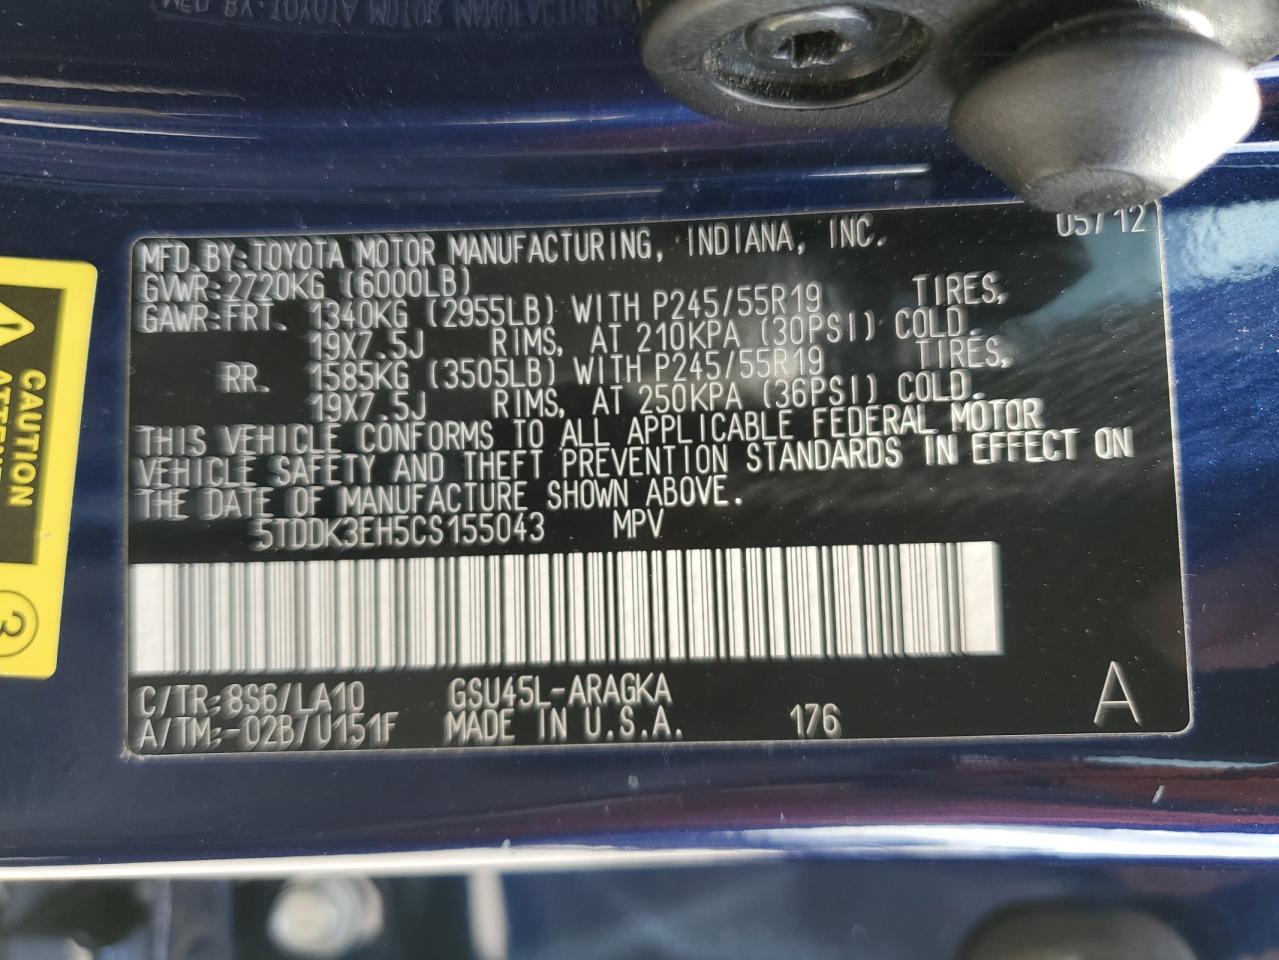 MFD. BY: TOYOTA MOTOR MANUFACTURING, INDIANA, INC. 05/12
GVWR: 2720KG (6000LB)
GAWR: FRT. 1340KG (2955LB) WITH P245/55R19 TIRES,
19X7.5J RIMS, AT 210KPA (30PSI) COLD.
RR. 1585KG (3505LB) WITH P245/55R19 TIRES,
19X7.5J RIMS, AT 250KPA (36PSI) COLD.
THIS VEHICLE CONFORMS TO ALL APPLICABLE FEDERAL MOTOR
VEHICLE SAFETY AND THEFT PREVENTION STANDARDS IN EFFECT ON
THE DATE OF MANUFACTURE SHOWN ABOVE.
5TDDK3EH5CS155043 MPV
C/TR: 8S6/LA10 GSU45L-ARAGKA
A/TM: -02B/U151F MADE IN U.S.A. 176 A
CAUTION
3